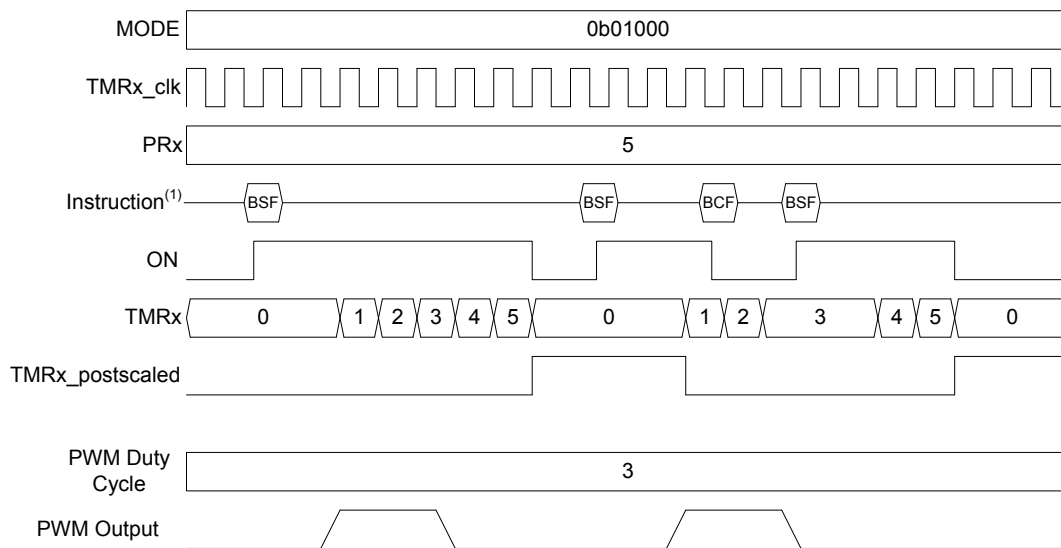 MODE 0b01000
TMRx_clk
PRx 5
Instruction(1) BSF BSF BCF BSF
ON
TMRx 0 1 2 3 4 5 0 1 2 3 4 5 0
TMRx_postscaled
PWM Duty
Cycle 3
PWM Output